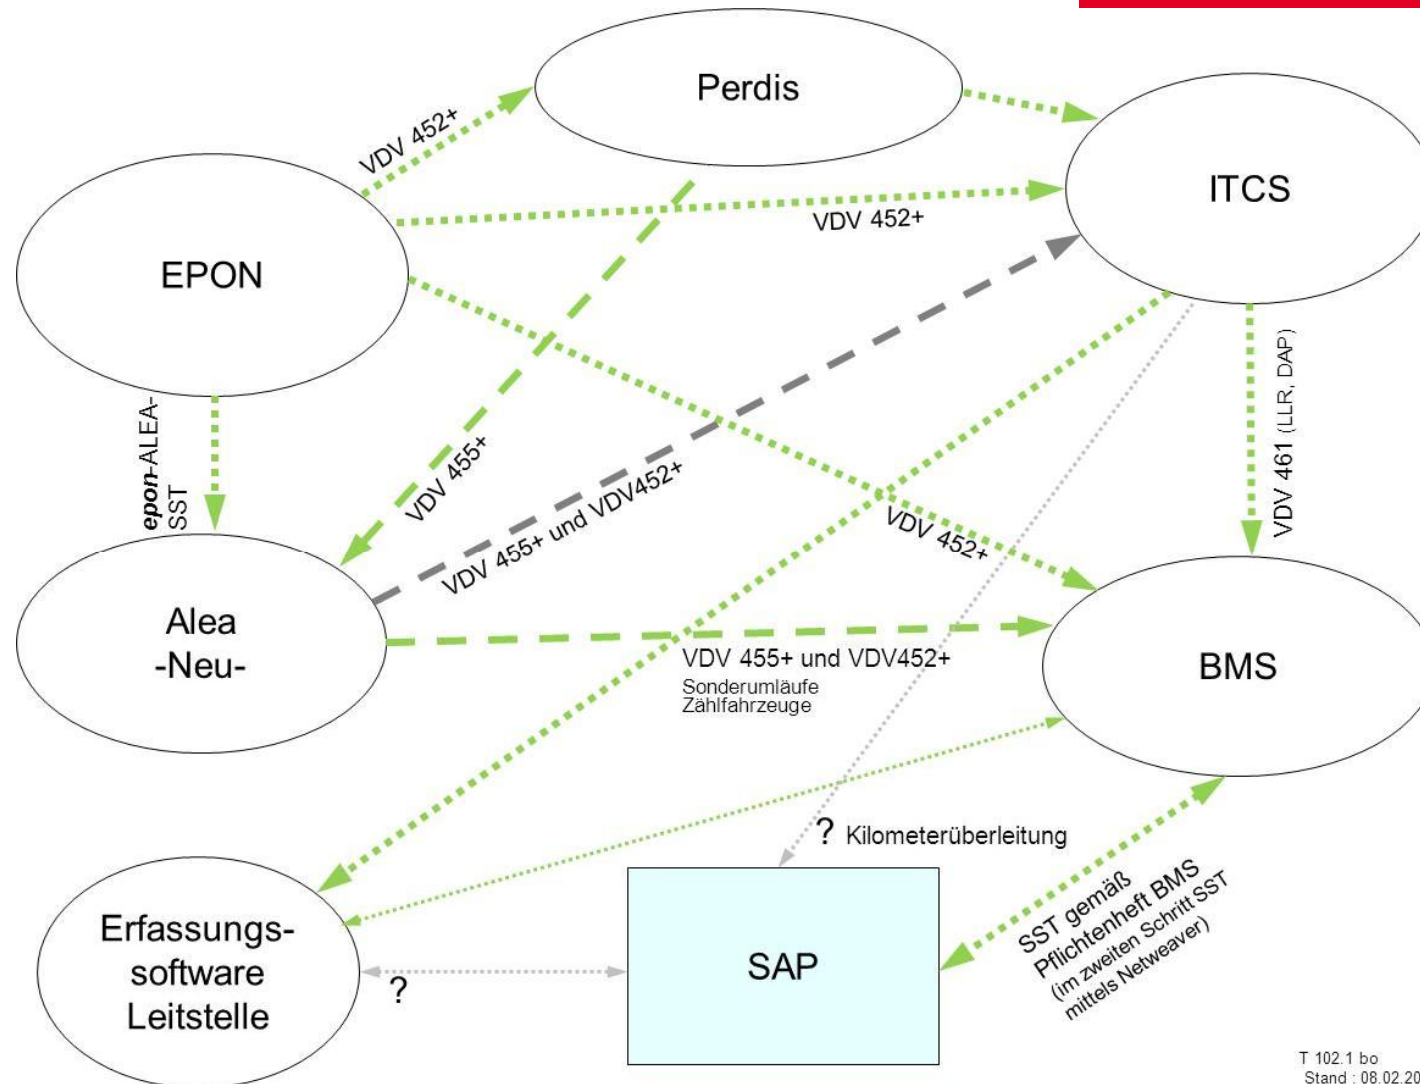 Perdis
ITCS
VDV 452+
VDV 452+
EPON
epon-ALEA-
SST
VDV 455+
VDV 455+ und VDV452+
VDV 452+
VDV 461 (LLR, DAP)
Alea
-Neu-
VDV 455+ und VDV452+
Sonderumläufe
Zählfahrzeuge
BMS
? Kilometerüberleitung
Erfassungs-
software
Leitstelle
?
SAP
SST gemäß
Pflichtenheft BMS
(im zweiten Schritt SST
mittels Netweaver)
T 102.1 bo
Stand : 08.02.20